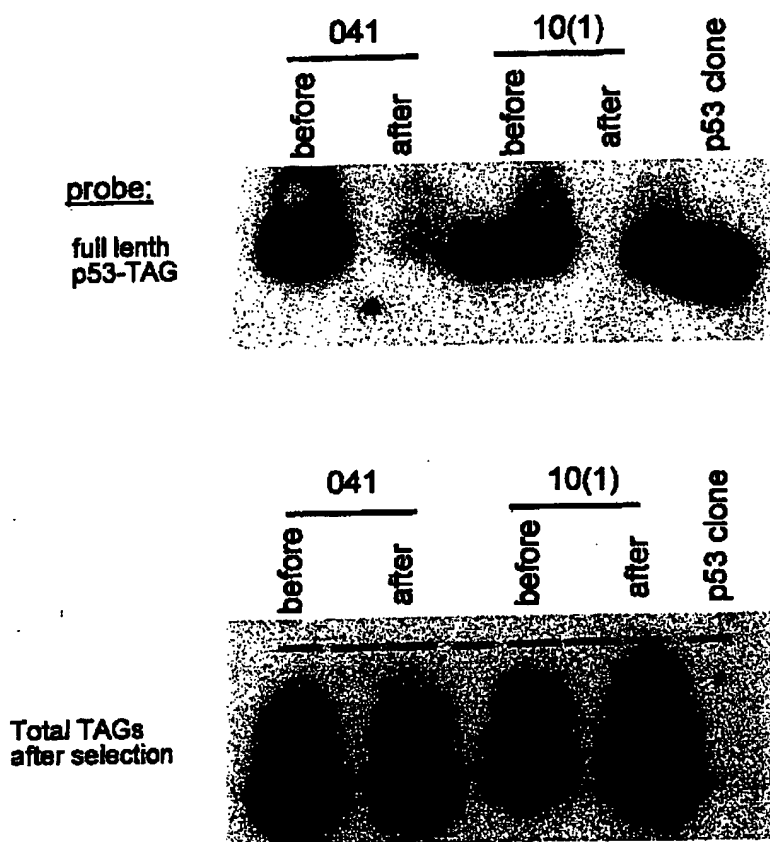 041 10(1)
before after before after p53 clone
probe:
full lenth
p53-TAG
041 10(1)
before after before after p53 clone
Total TAGs
after selection